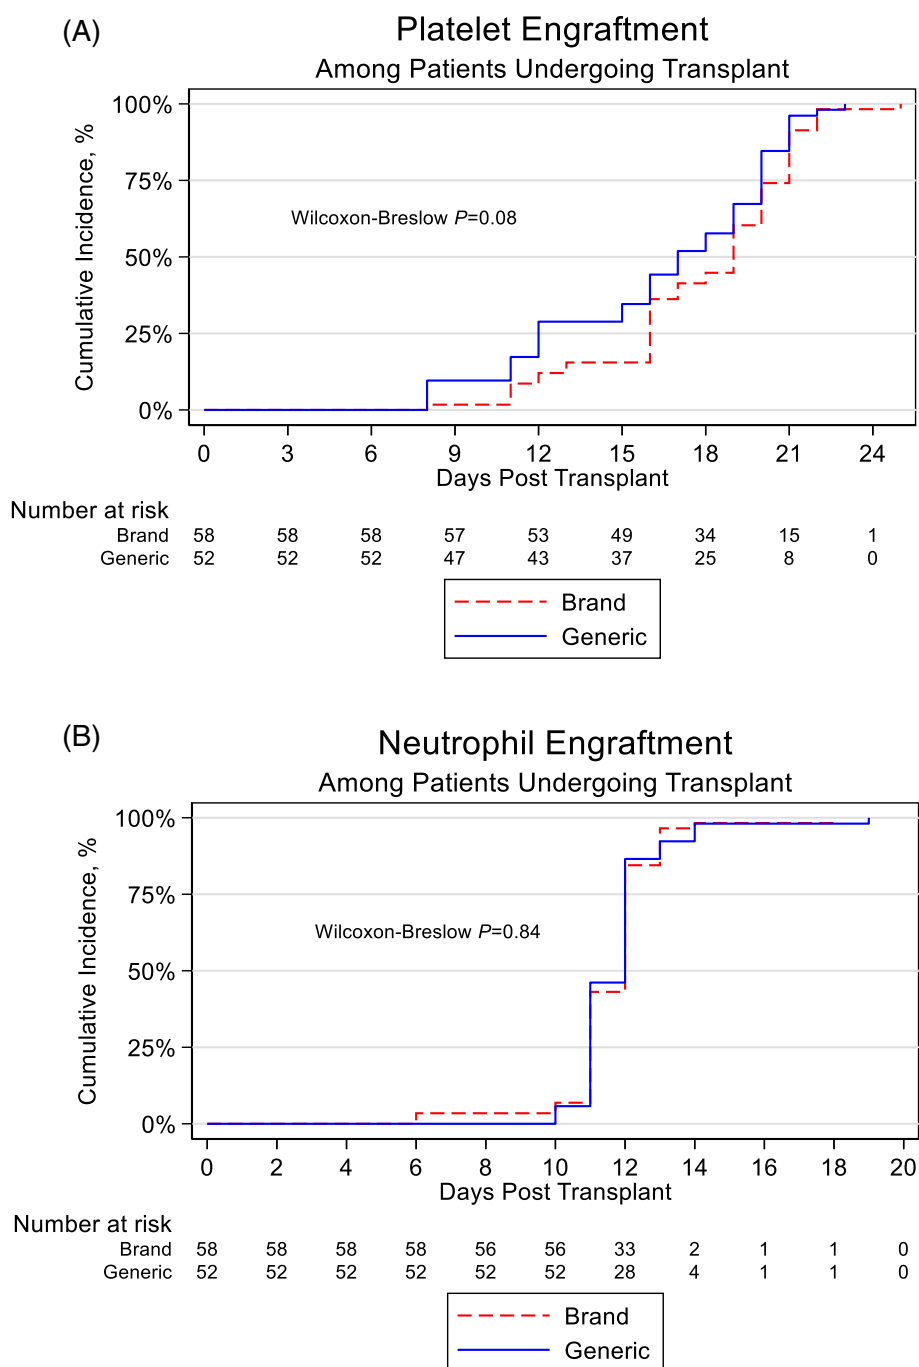 (A)
Platelet Engraftment
Among Patients Undergoing Transplant
Cumulative Incidence, %
100%
75%
50%
25%
0%
Wilcoxon-Breslow P=0.08
0 3 6 9 12 15 18 21 24
Days Post Transplant
Number at risk
Brand 58 58 58 57 53 49 34 15 1
Generic 52 52 52 47 43 37 25 8 0
Brand
Generic
(B)
Neutrophil Engraftment
Among Patients Undergoing Transplant
Cumulative Incidence, %
100%
75%
50%
25%
0%
Wilcoxon-Breslow P=0.84
0 2 4 6 8 10 12 14 16 18 20
Days Post Transplant
Number at risk
Brand 58 58 58 58 56 56 33 2 1 1 0
Generic 52 52 52 52 52 52 28 4 1 1 0
Brand
Generic